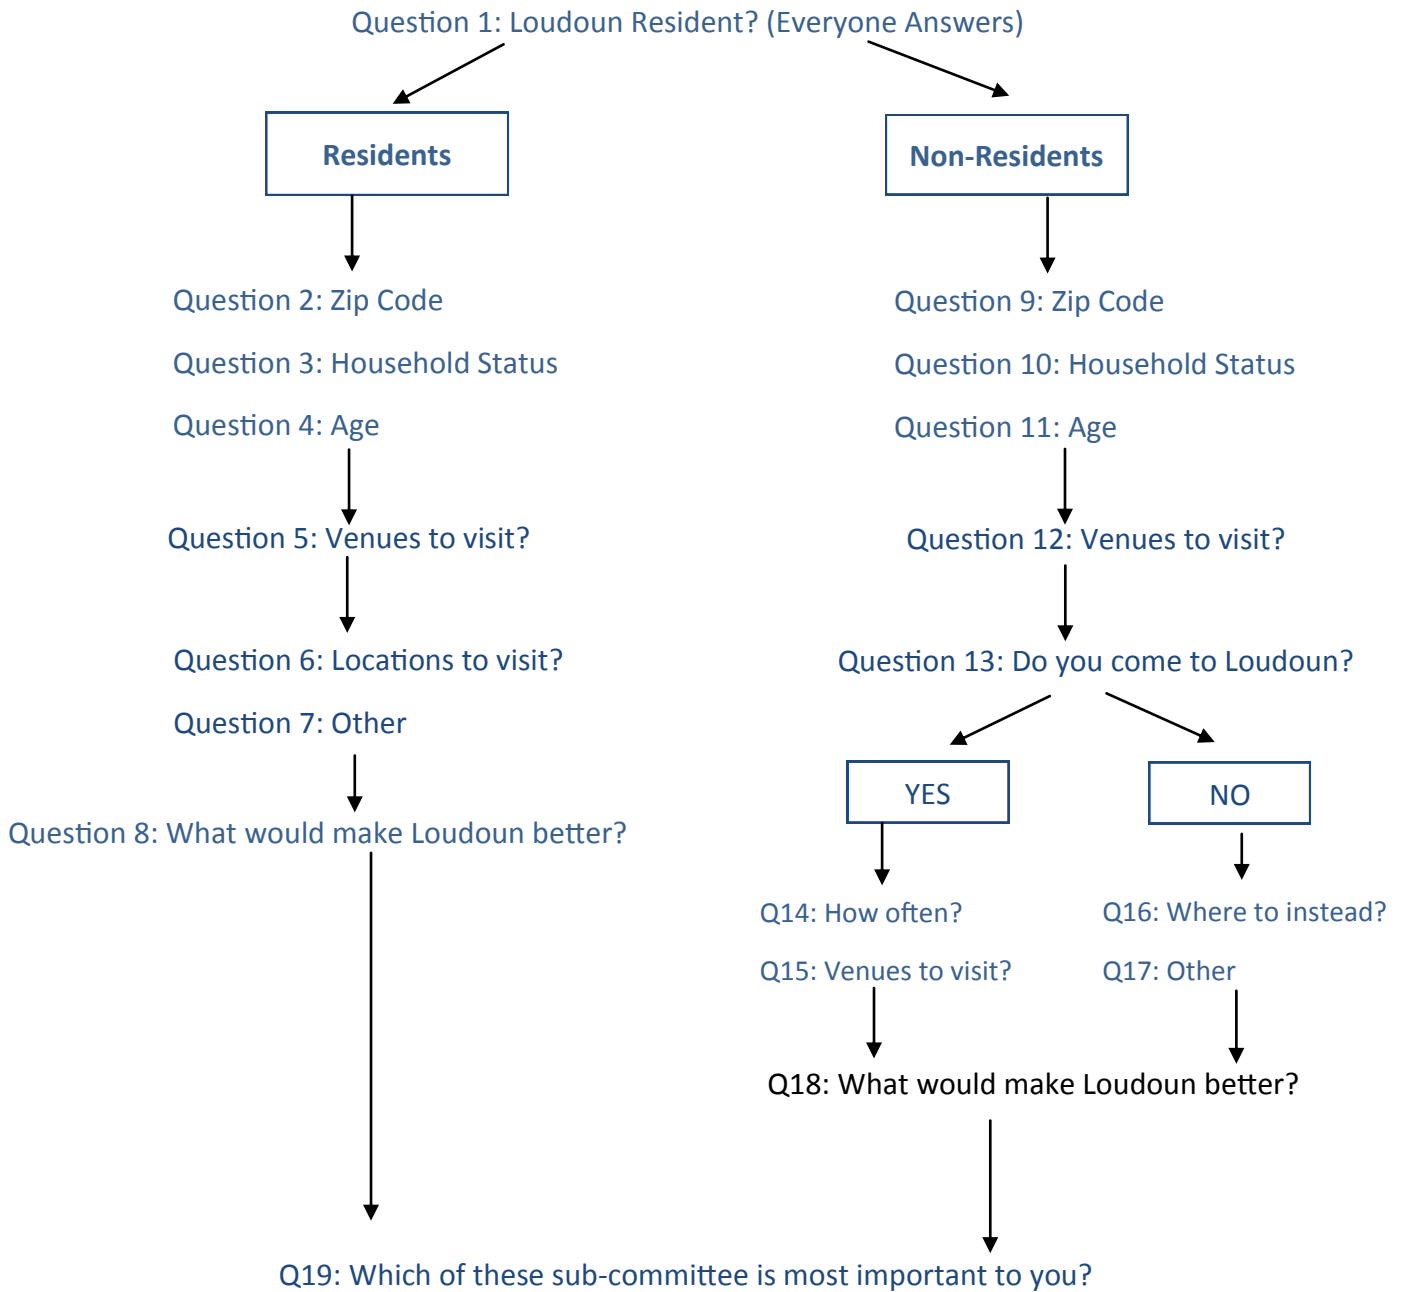 Question 1: Loudoun Resident? (Everyone Answers)
Residents
Non-Residents
Question 2: Zip Code
Question 3: Household Status
Question 4: Age
Question 5: Venues to visit?
Question 6: Locations to visit?
Question 7: Other
Question 8: What would make Loudoun better?
Question 9: Zip Code
Question 10: Household Status
Question 11: Age
Question 12: Venues to visit?
Question 13: Do you come to Loudoun?
YES
NO
Q14: How often?
Q15: Venues to visit?
Q16: Where to instead?
Q17: Other
Q18: What would make Loudoun better?
Q19: Which of these sub-committee is most important to you?